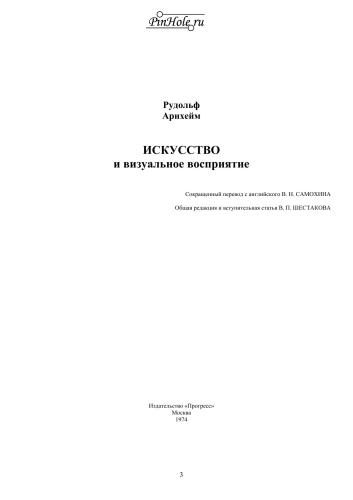 PinHole.ru
Рудольф
Арнхейм
ИСКУССТВО
и визуальное восприятие
Сокращенный перевод с английского В. Н. САМОХИНА
Общая редакция и вступительная статья В. П. ШЕСТАКОВА
Издательство «Прогресс»
Москва
1974
3